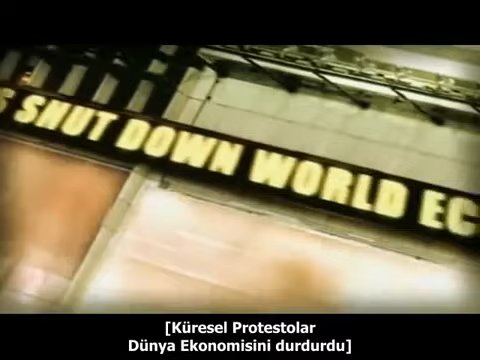 S SHUT DOWN WORLD EC
[Küresel Protestolar
Dünya Ekonomisini durdurdu]